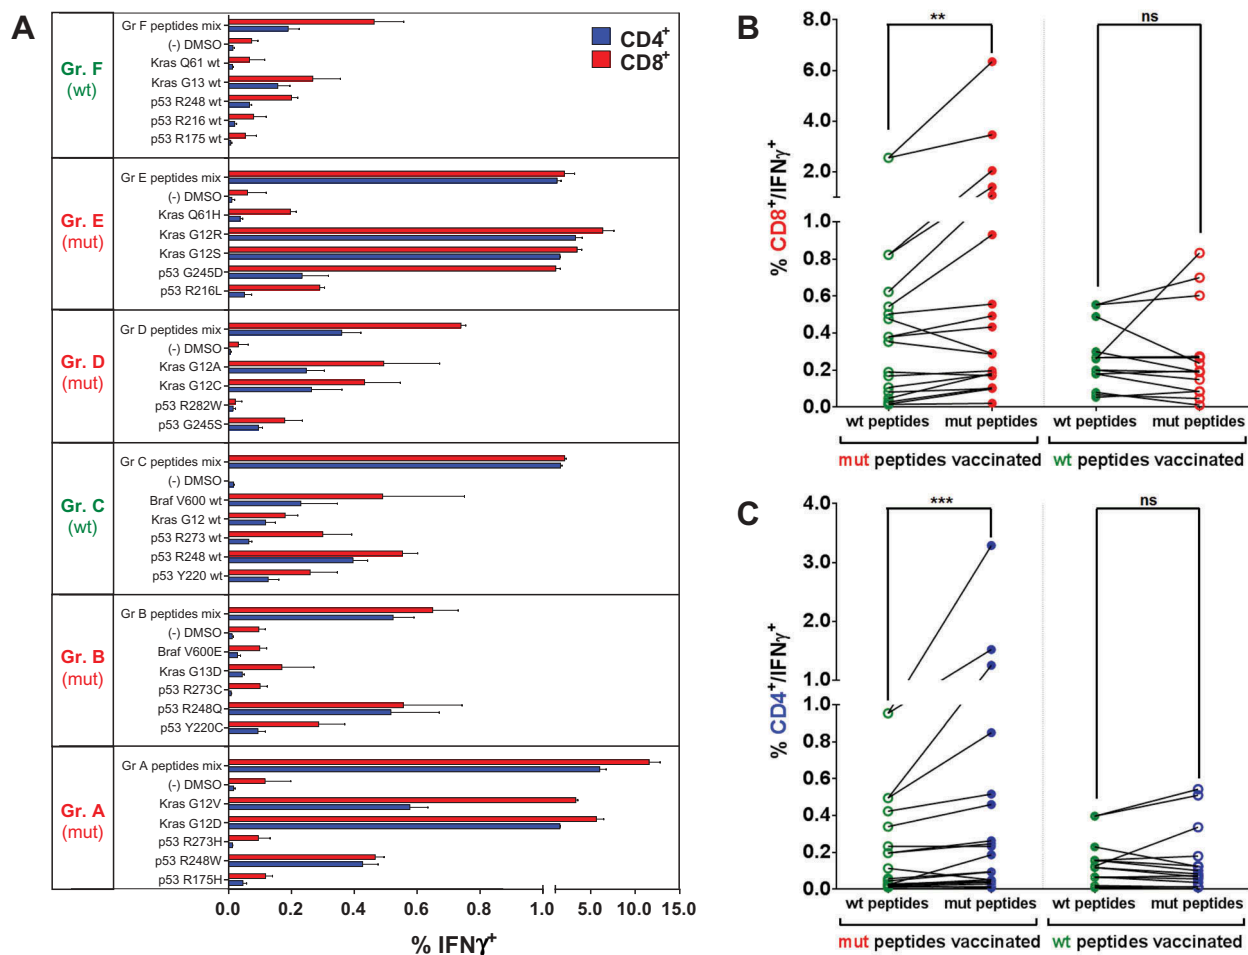 A
CD4+
CD8+
Gr. F
(wt)
Gr F peptides mix
(-) DMSO
Kras Q61 wt
Kras G13 wt
p53 R248 wt
p53 R216 wt
p53 R175 wt
Gr. E
(mut)
Gr E peptides mix
(-) DMSO
Kras Q61H
Kras G12R
Kras G12S
p53 G245D
p53 R216L
Gr. D
(mut)
Gr D peptides mix
(-) DMSO
Kras G12A
Kras G12C
p53 R282W
p53 G245S
Gr. C
(wt)
Gr C peptides mix
(-) DMSO
Braf V600 wt
Kras G12 wt
p53 R273 wt
p53 R248 wt
p53 Y220 wt
Gr. B
(mut)
Gr B peptides mix
(-) DMSO
Braf V600E
Kras G13D
p53 R273C
p53 R248Q
p53 Y220C
Gr. A
(mut)
Gr A peptides mix
(-) DMSO
Kras G12V
Kras G12D
p53 R273H
p53 R248W
p53 R175H
0.0 0.2 0.4 0.6 0.8 1.0 5.0 10.0 15.0
% IFNγ+
B
% CD8+/IFNγ+
8.0
6.0
4.0
2.0
1.0
0.8
0.6
0.4
0.2
0.0
** ns
wt peptides mut peptides wt peptides mut peptides
mut peptides vaccinated wt peptides vaccinated
C
% CD4+/IFNγ+
4.0
3.0
2.0
1.0
1.0
0.8
0.6
0.4
0.2
0.0
*** ns
wt peptides mut peptides wt peptides mut peptides
mut peptides vaccinated wt peptides vaccinated